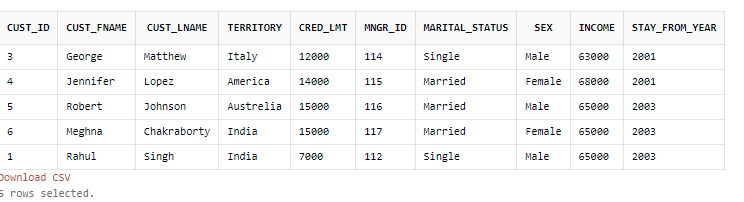 CUST_ID CUST_FNAME CUST_LNAME TERRITORY CRED_LMT MNGR_ID MARITAL_STATUS SEX INCOME STAY_FROM_YEAR
3 George Matthew Italy 12000 114 Single Male 63000 2001
4 Jennifer Lopez America 14000 115 Married Female 68000 2001
5 Robert Johnson Austrelia 15000 116 Married Male 65000 2003
6 Meghna Chakraborty India 15000 117 Married Female 65000 2003
1 Rahul Singh India 7000 112 Single Male 65000 2003
Download CSV
5 rows selected.